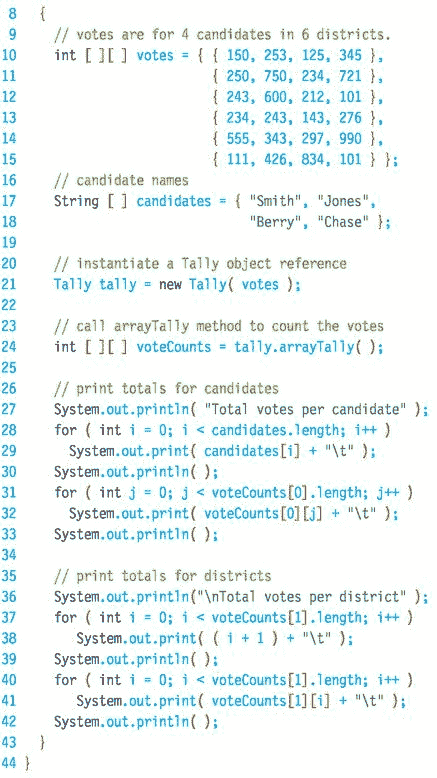 8 {
9 // votes are for 4 candidates in 6 districts.
10 int [ ][ ] votes = { { 150, 253, 125, 345 },
11 { 250, 750, 234, 721 },
12 { 243, 600, 212, 101 },
13 { 234, 243, 143, 276 },
14 { 555, 343, 297, 990 },
15 { 111, 426, 834, 101 } };
16 // candidate names
17 String [ ] candidates = { "Smith", "Jones",
18 "Berry", "Chase" };
19
20 // instantiate a Tally object reference
21 Tally tally = new Tally( votes );
22
23 // call arrayTally method to count the votes
24 int [ ][ ] voteCounts = tally.arrayTally( );
25
26 // print totals for candidates
27 System.out.println( "Total votes per candidate" );
28 for ( int i = 0; i < candidates.length; i++ )
29 System.out.print( candidates[i] + "\t" );
30 System.out.println( );
31 for ( int j = 0; j < voteCounts[0].length; j++ )
32 System.out.print( voteCounts[0][j] + "\t" );
33 System.out.println( );
34
35 // print totals for districts
36 System.out.println("\nTotal votes per district" );
37 for ( int i = 0; i < voteCounts[1].length; i++ )
38 System.out.print( ( i + 1 ) + "\t" );
39 System.out.println( );
40 for ( int i = 0; i < voteCounts[1].length; i++ )
41 System.out.print( voteCounts[1][i] + "\t" );
42 System.out.println( );
43 }
44 }